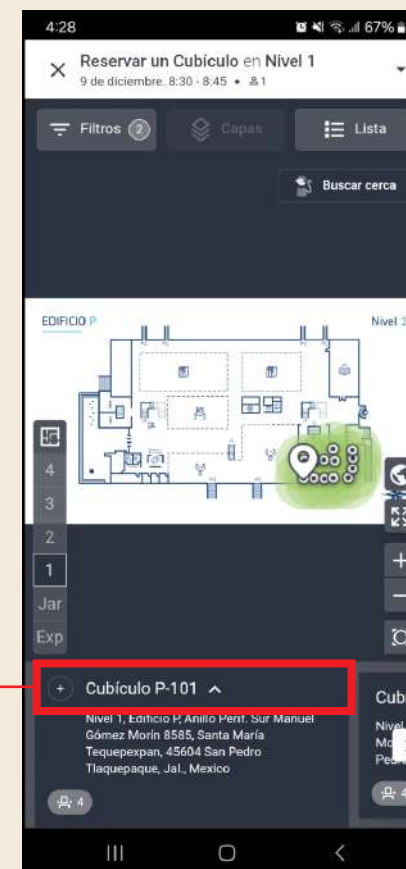 4:28
67%
Reservar un Cubículo en Nivel 1
9 de diciembre. 8:30 - 8:45 • 1
Filtros 2
Capas
Lista
Buscar cerca
EDIFICIO P
Nivel 1
4
3
2
1
Jar
Exp
Cubículo P-101
Nivel 1, Edificio P, Anillo Perif. Sur Manuel
Gómez Morín 8585, Santa María
Tequepexpan, 45604 San Pedro
Tlaquepaque, Jal., Mexico
4
Cub
Nivel
Mo
Ped
4